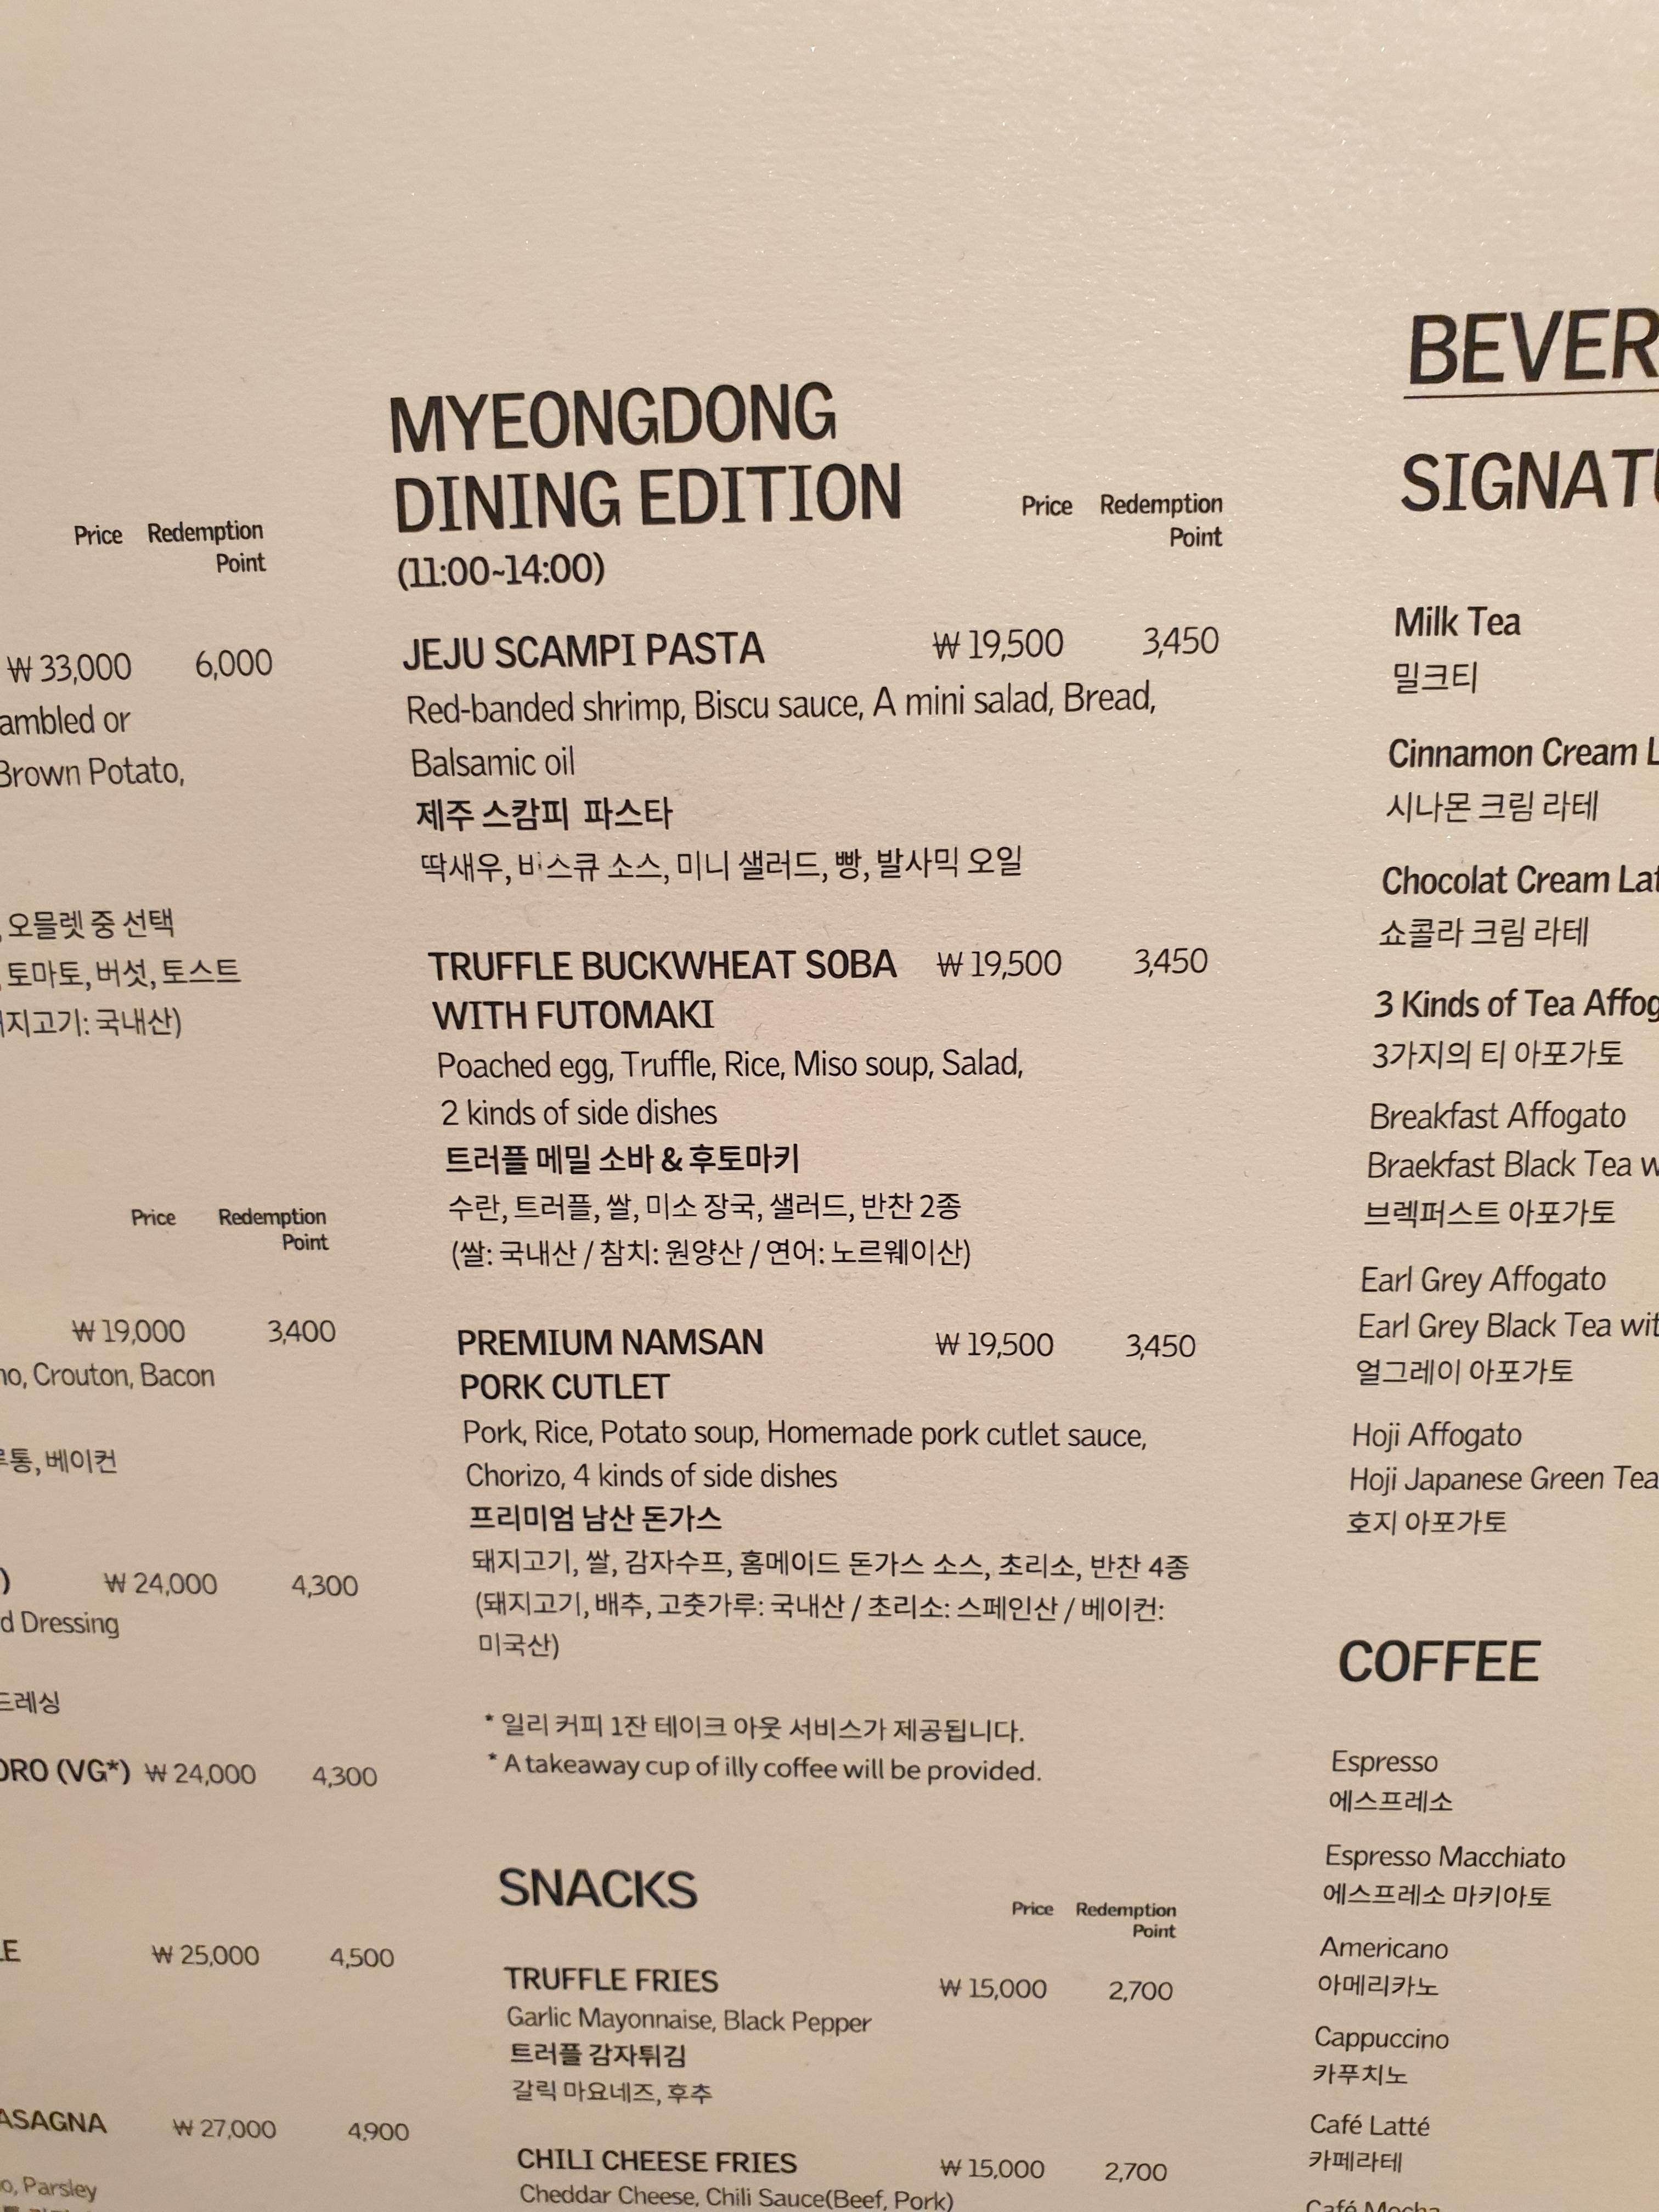 Price Redemption
Point
₩ 33,000 6,000
ambled or
Brown Potato,
, 오믈렛 중 선택
, 토마토, 버섯, 토스트
지고기: 국내산)
Price Redemption
Point
₩ 19,000 3,400
no, Crouton, Bacon
루통, 베이컨
) ₩ 24,000 4,300
d Dressing
드레싱
ORO (VG*) ₩ 24,000 4,300
LE ₩ 25,000 4,500
ASAGNA ₩ 27,000 4,900
o, Parsley
MYEONGDONG
DINING EDITION
(11:00~14:00)
Price Redemption
Point
JEJU SCAMPI PASTA ₩ 19,500 3,450
Red-banded shrimp, Biscu sauce, A mini salad, Bread,
Balsamic oil
제주 스캄피 파스타
딱새우, 비스큐 소스, 미니 샐러드, 빵, 발사믹 오일
TRUFFLE BUCKWHEAT SOBA ₩ 19,500 3,450
WITH FUTOMAKI
Poached egg, Truffle, Rice, Miso soup, Salad,
2 kinds of side dishes
트러플 메밀 소바 & 후토마키
수란, 트러플, 쌀, 미소 장국, 샐러드, 반찬 2종
(쌀: 국내산 / 참치: 원양산 / 연어: 노르웨이산)
PREMIUM NAMSAN ₩ 19,500 3,450
PORK CUTLET
Pork, Rice, Potato soup, Homemade pork cutlet sauce,
Chorizo, 4 kinds of side dishes
프리미엄 남산 돈가스
돼지고기, 쌀, 감자수프, 홈메이드 돈가스 소스, 초리소, 반찬 4종
(돼지고기, 배추, 고춧가루: 국내산 / 초리소: 스페인산 / 베이컨:
미국산)
* 일리 커피 1잔 테이크 아웃 서비스가 제공됩니다.
* A takeaway cup of illy coffee will be provided.
SNACKS
Price Redemption
Point
TRUFFLE FRIES ₩ 15,000 2,700
Garlic Mayonnaise, Black Pepper
트러플 감자튀김
갈릭 마요네즈, 후추
CHILI CHEESE FRIES ₩ 15,000 2,700
Cheddar Cheese, Chili Sauce(Beef, Pork)
BEVER
SIGNATU
Milk Tea
밀크티
Cinnamon Cream L
시나몬 크림 라테
Chocolat Cream Lat
쇼콜라 크림 라테
3 Kinds of Tea Affog
3가지의 티 아포가토
Breakfast Affogato
Braekfast Black Tea w
브렉퍼스트 아포가토
Earl Grey Affogato
Earl Grey Black Tea wit
얼그레이 아포가토
Hoji Affogato
Hoji Japanese Green Tea
호지 아포가토
COFFEE
Espresso
에스프레소
Espresso Macchiato
에스프레소 마키아토
Americano
아메리카노
Cappuccino
카푸치노
Café Latté
카페라테
Café Mocha